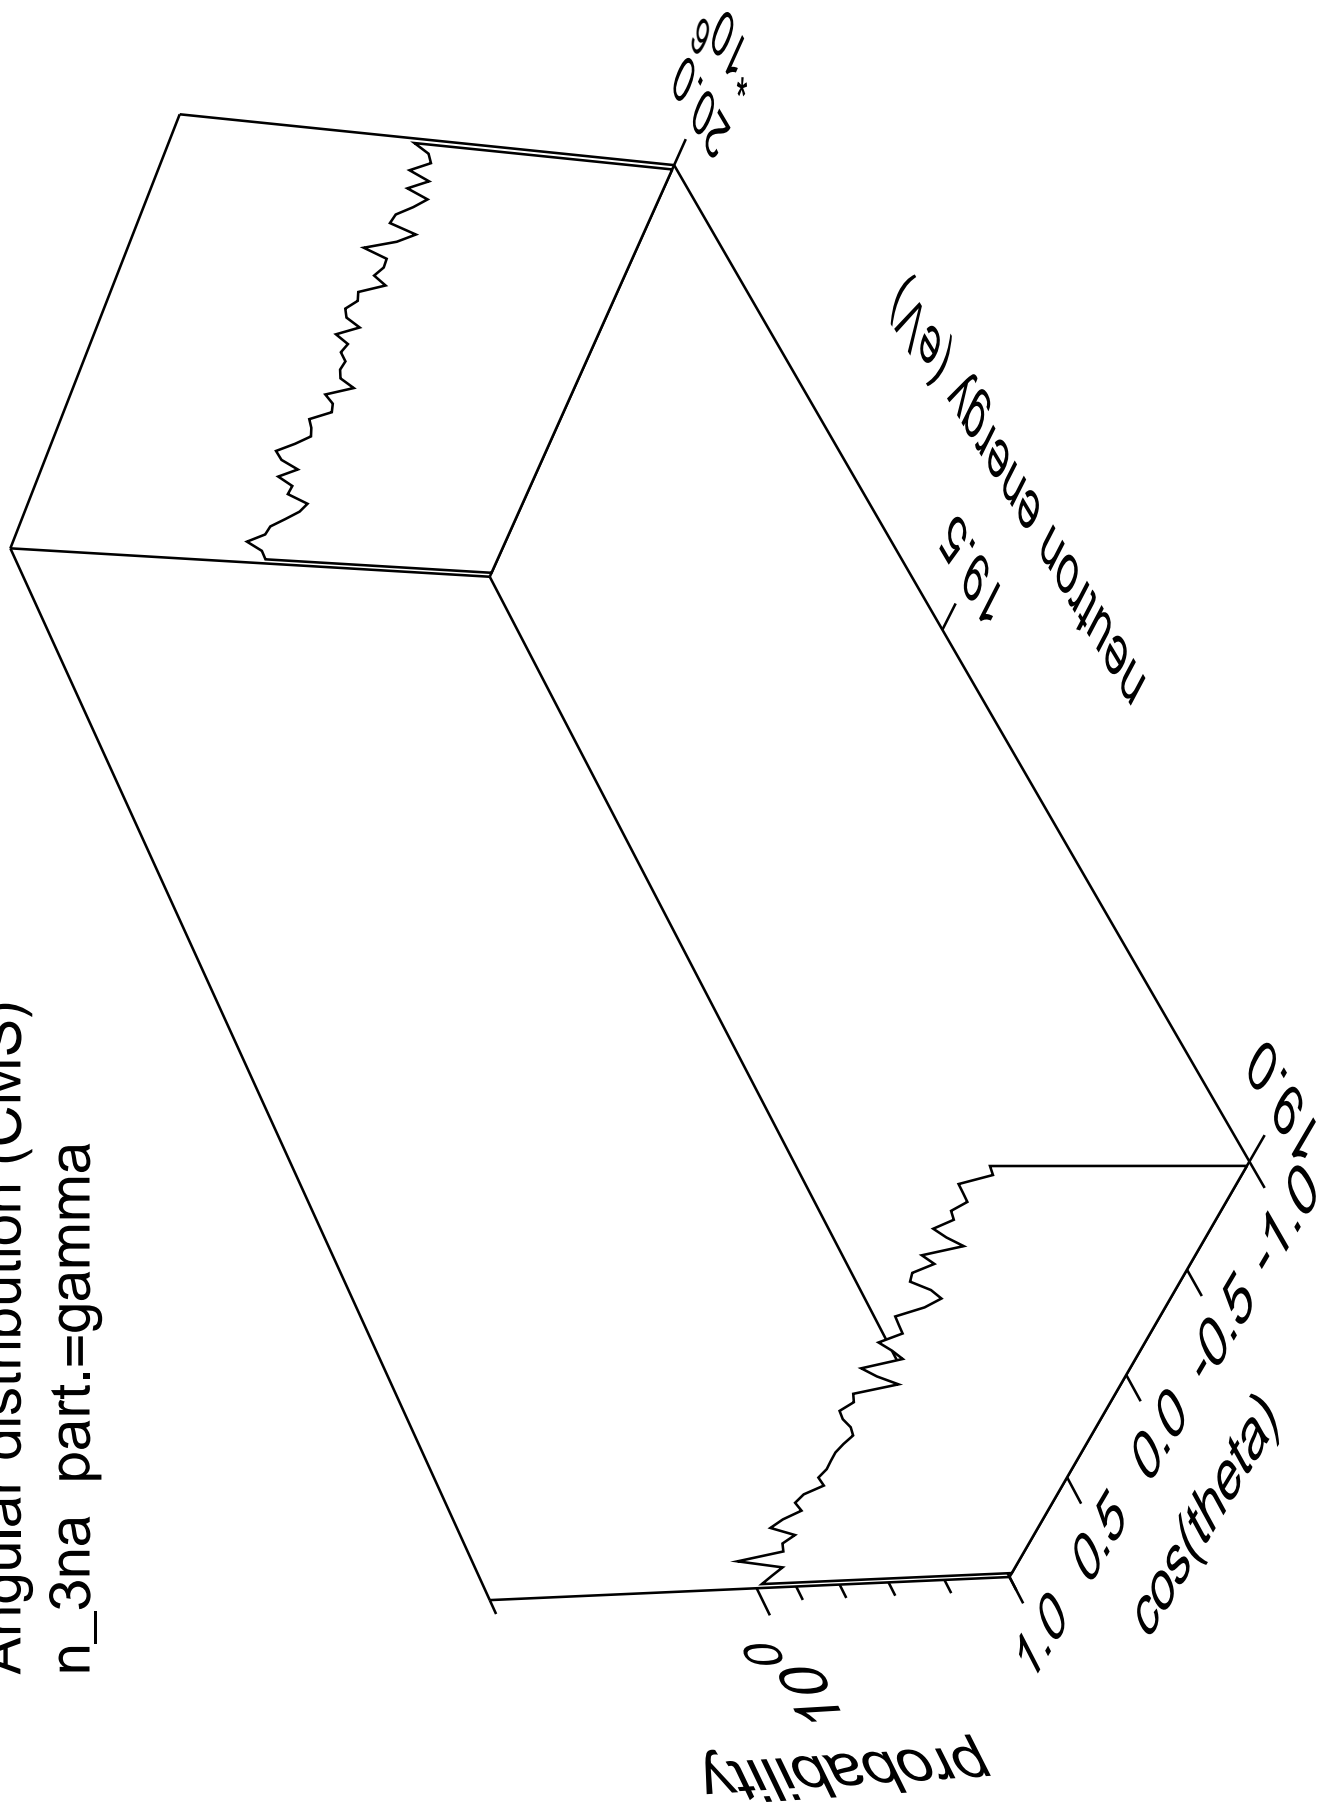 Angular distribution (CMS)
n_3na part.=gamma
probability
10^0
1.0 0.5 0.0 -0.5 -1.0
cos(theta)
19.0 19.5 20.0
*10^6
neutron energy (eV)